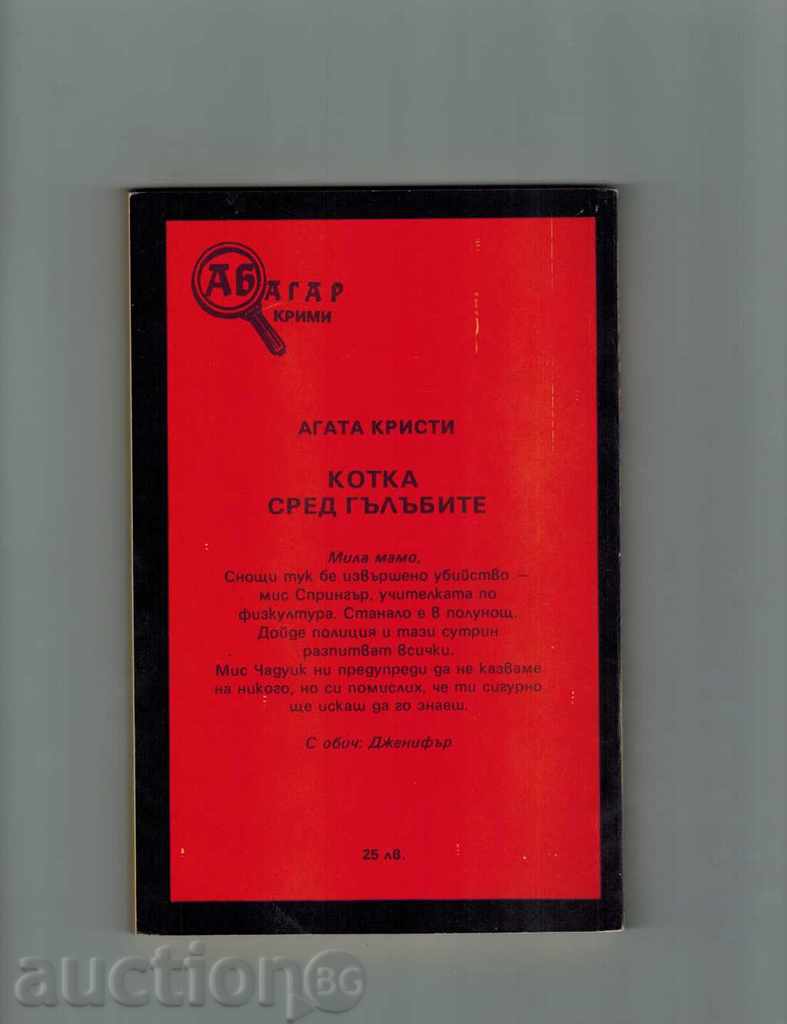 АБАГАР
КРИМИ
АГАТА КРИСТИ
КОТКА
СРЕД ГЪЛЪБИТЕ
Мила мамо,
Снощи тук бе извършено убийство –
мис Спрингър, учителката по
физкултура. Станало е в полунощ.
Дойде полиция и тази сутрин
разпитват всички.
Мис Чадуик ни предупреди да не казваме
на никого, но си помислих, че ти сигурно
ще искаш да го знаеш.
С обич: Дженифър
25 лв.
auction BG